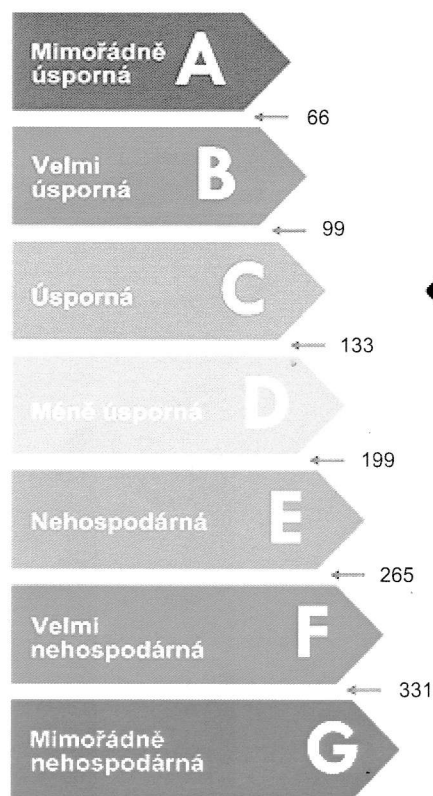 Mimořádně
úsporná A
66
Velmi
úsporná B
99
Úsporná C
133
Méně úsporná D
199
Nehospodárná E
265
Velmi
nehospodárná F
331
Mimořádně
nehospodárná G